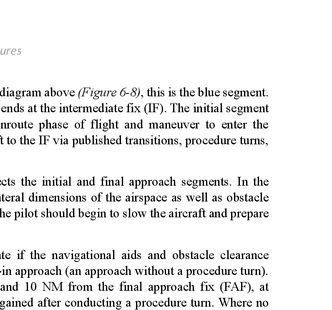 ures
diagram above (Figure 6-8), this is the blue segment.
ends at the intermediate fix (IF). The initial segment
nroute phase of flight and maneuver to enter the
t to the IF via published transitions, procedure turns,
cts the initial and final approach segments. In the
teral dimensions of the airspace as well as obstacle
he pilot should begin to slow the aircraft and prepare
te if the navigational aids and obstacle clearance
-in approach (an approach without a procedure turn).
and 10 NM from the final approach fix (FAF), at
gained after conducting a procedure turn. Where no